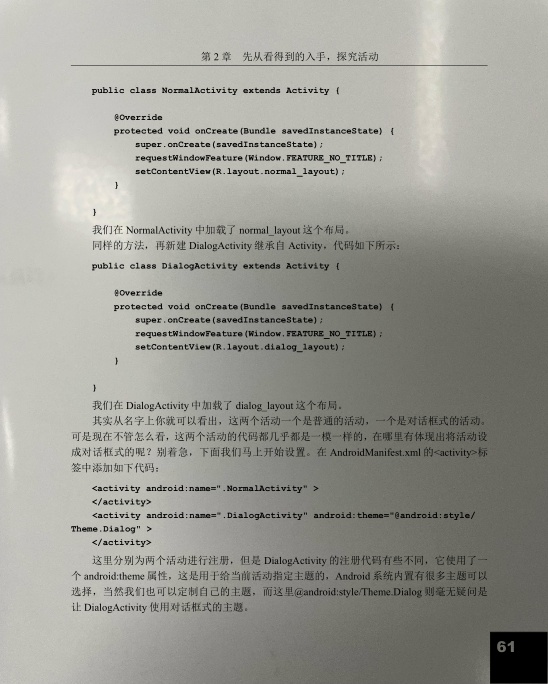 第 2 章 先从看得到的入手，探究活动
public class NormalActivity extends Activity {
@Override
protected void onCreate(Bundle savedInstanceState) {
super.onCreate(savedInstanceState);
requestWindowFeature(Window.FEATURE_NO_TITLE);
setContentView(R.layout.normal_layout);
}
}
我们在 NormalActivity 中加载了 normal_layout 这个布局。
同样的方法，再新建 DialogActivity 继承自 Activity，代码如下所示：
public class DialogActivity extends Activity {
@Override
protected void onCreate(Bundle savedInstanceState) {
super.onCreate(savedInstanceState);
requestWindowFeature(Window.FEATURE_NO_TITLE);
setContentView(R.layout.dialog_layout);
}
}
我们在 DialogActivity 中加载了 dialog_layout 这个布局。
其实从名字上你就可以看出，这两个活动一个是普通的活动，一个是对话框式的活动。
可是现在不管怎么看，这两个活动的代码都几乎都是一模一样的，在哪里有体现出将活动设
成对话框式的呢？别着急，下面我们马上开始设置。在 AndroidManifest.xml 的<activity>标
签中添加如下代码：
<activity android:name=".NormalActivity" >
</activity>
<activity android:name=".DialogActivity" android:theme="@android:style/
Theme.Dialog" >
</activity>
这里分别为两个活动进行注册，但是 DialogActivity 的注册代码有些不同，它使用了一
个 android:theme 属性，这是用于给当前活动指定主题的，Android 系统内置有很多主题可以
选择，当然我们也可以定制自己的主题，而这里@android:style/Theme.Dialog 则毫无疑问是
让 DialogActivity 使用对话框式的主题。
61